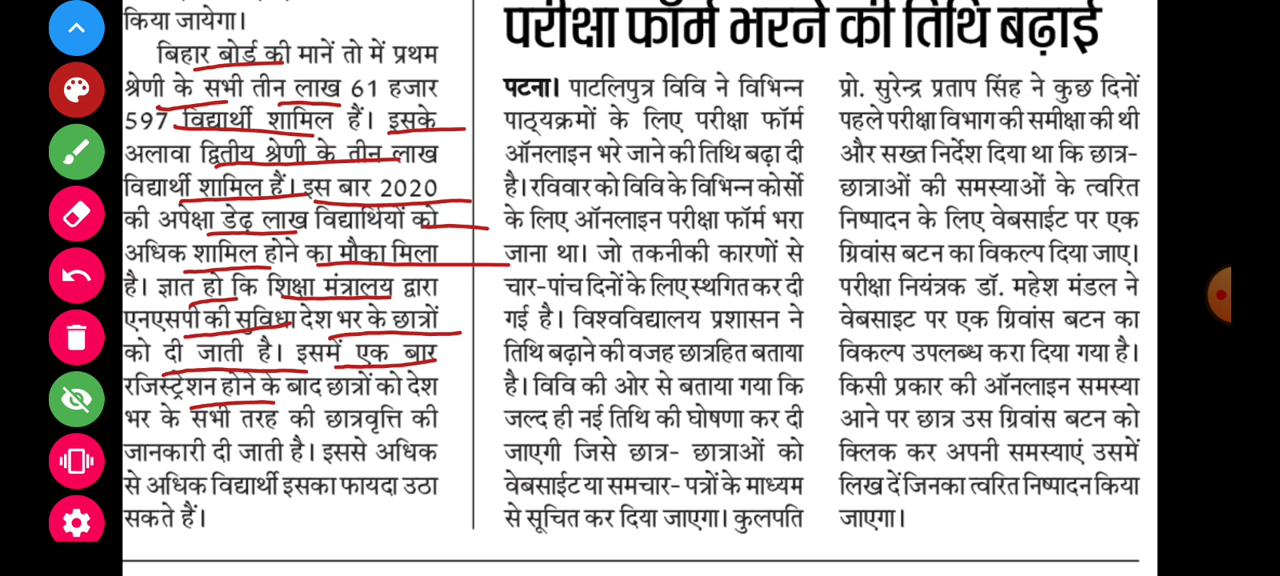 किया जायेगा।
बिहार बोर्ड की मानें तो में प्रथम
श्रेणी के सभी तीन लाख 61 हजार
597 विद्यार्थी शामिल हैं। इसके
अलावा द्वितीय श्रेणी के तीन लाख
विद्यार्थी शामिल हैं। इस बार 2020
की अपेक्षा डेढ़ लाख विद्यार्थियों को
अधिक शामिल होने का मौका मिला
है। ज्ञात हो कि शिक्षा मंत्रालय द्वारा
एनएसपी की सुविधा देश भर के छात्रों
को दी जाती है। इसमें एक बार
रजिस्ट्रेशन होने के बाद छात्रों को देश
भर के सभी तरह की छात्रवृत्ति की
जानकारी दी जाती है। इससे अधिक
से अधिक विद्यार्थी इसका फायदा उठा
सकते हैं।
परीक्षा फॉर्म भरने की तिथि बढ़ाई
पटना। पाटलिपुत्र विवि ने विभिन्न
पाठ्यक्रमों के लिए परीक्षा फॉर्म
ऑनलाइन भरे जाने की तिथि बढ़ा दी
है। रविवार को विवि के विभिन्न कोर्सो
के लिए ऑनलाइन परीक्षा फॉर्म भरा
जाना था। जो तकनीकी कारणों से
चार-पांच दिनों के लिए स्थगित कर दी
गई है। विश्वविद्यालय प्रशासन ने
तिथि बढ़ाने की वजह छात्रहित बताया
है। विवि की ओर से बताया गया कि
जल्द ही नई तिथि की घोषणा कर दी
जाएगी जिसे छात्र- छात्राओं को
वेबसाईट या समचार- पत्रों के माध्यम
से सूचित कर दिया जाएगा। कुलपति
प्रो. सुरेन्द्र प्रताप सिंह ने कुछ दिनों
पहले परीक्षा विभाग की समीक्षा की थी
और सख्त निर्देश दिया था कि छात्र-
छात्राओं की समस्याओं के त्वरित
निष्पादन के लिए वेबसाईट पर एक
ग्रिवांस बटन का विकल्प दिया जाए।
परीक्षा नियंत्रक डॉ. महेश मंडल ने
वेबसाइट पर एक ग्रिवांस बटन का
विकल्प उपलब्ध करा दिया गया है।
किसी प्रकार की ऑनलाइन समस्या
आने पर छात्र उस ग्रिवांस बटन को
क्लिक कर अपनी समस्याएं उसमें
लिख दें जिनका त्वरित निष्पादन किया
जाएगा।